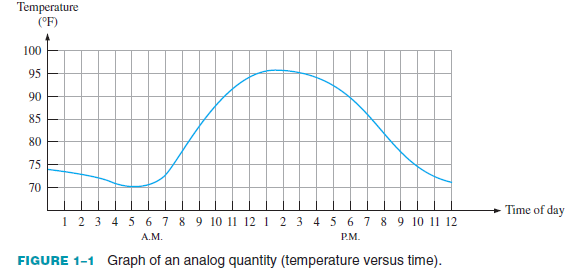 Temperature
(°F)
100
95
90
85
80
75
70
1 2 3 4 5 6 7 8 9 10 11 12 1 2 3 4 5 6 7 8 9 10 11 12
Time of day
A.M.
P.M.
FIGURE 1–1 Graph of an analog quantity (temperature versus time).